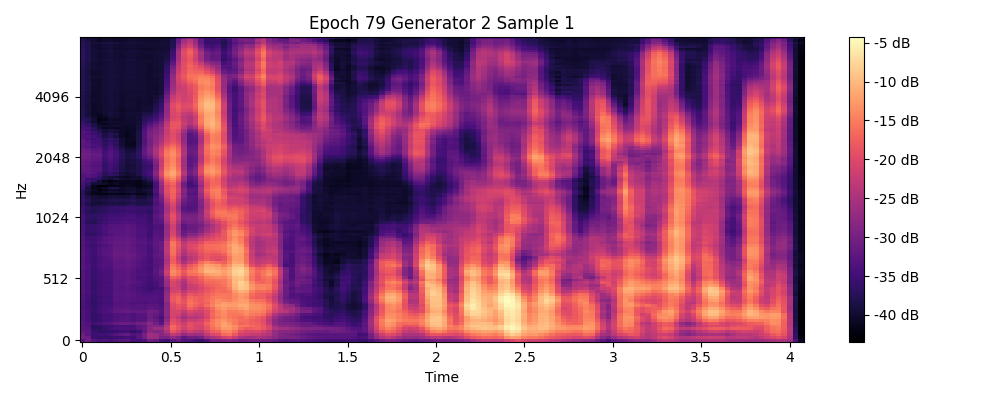 Epoch 79 Generator 2 Sample 1
Hz
4096
2048
1024
512
0
0
0.5
1
1.5
2
2.5
3
3.5
4
Time
-5 dB
-10 dB
-15 dB
-20 dB
-25 dB
-30 dB
-35 dB
-40 dB